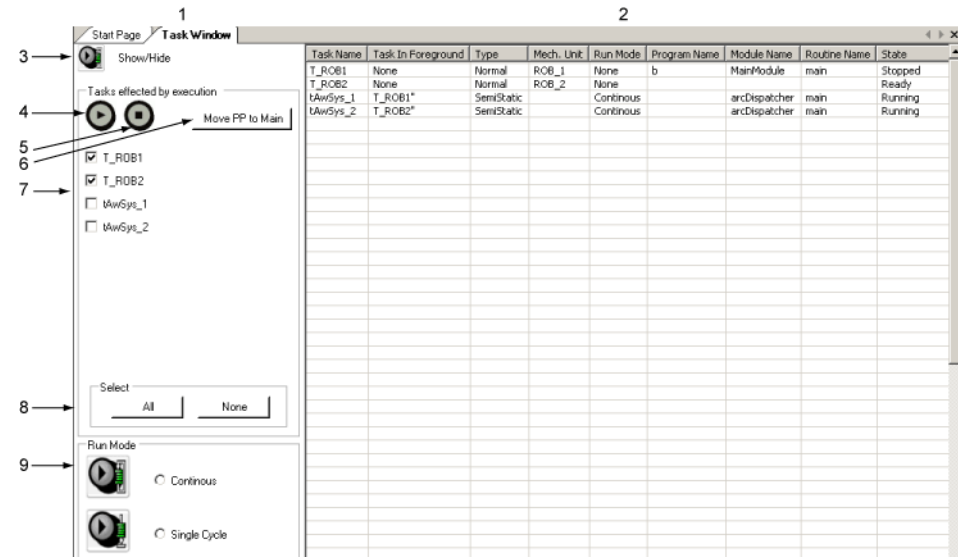 1
2
Start Page
Task Window
3
Show/Hide
Task Name Task In Foreground Type Mech. Unit Run Mode Program Name Module Name Routine Name State
T_ROB1 None Normal ROB_1 None b MainModule main Stopped
T_ROB2 None Normal ROB_2 None Ready
tAwSys_1 T_ROB1" SemiStatic Continous arcDispatcher main Running
tAwSys_2 T_ROB2" SemiStatic Continous arcDispatcher main Running
Tasks effected by execution
4
Move PP to Main
5
6
T_ROB1
7
T_ROB2
tAwSys_1
tAwSys_2
Select
8
All None
Run Mode
9
Continous
Single Cycle